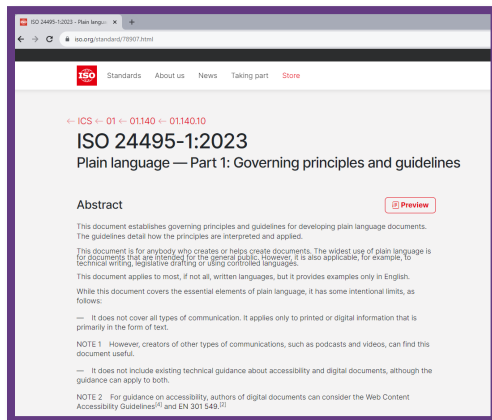 ISO 24495-1:2023 - Plain langu
iso.org/standard/78907.html
ISO Standards About us News Taking part Store
← ICS ← 01 ← 01.140 ← 01.140.10
ISO 24495-1:2023
Plain language — Part 1: Governing principles and guidelines
Abstract
Preview
This document establishes governing principles and guidelines for developing plain language documents.
The guidelines detail how the principles are interpreted and applied.
This document is for anybody who creates or helps create documents. The widest use of plain language is
for documents that are intended for the general public. However, it is also applicable, for example, to
technical writing, legislative drafting or using controlled languages.
This document applies to most, if not all, written languages, but it provides examples only in English.
While this document covers the essential elements of plain language, it has some intentional limits, as
follows:
— It does not cover all types of communication. It applies only to printed or digital information that is
primarily in the form of text.
NOTE 1 However, creators of other types of communications, such as podcasts and videos, can find this
document useful.
— It does not include existing technical guidance about accessibility and digital documents, although the
guidance can apply to both.
NOTE 2 For guidance on accessibility, authors of digital documents can consider the Web Content
Accessibility Guidelines[4] and EN 301 549.[2]